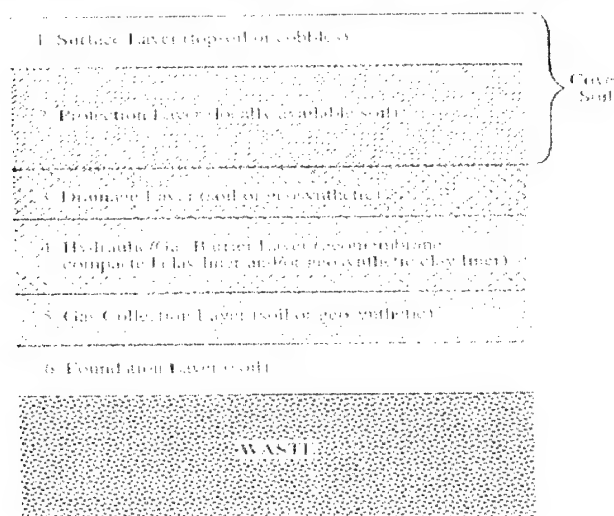 1. Surface Layer (topsoil or cobbles)
Cover
Soil
2. Protection Layer (locally available soil)
3. Drainage Layer (soil or geosynthetic)
4. Hydraulic/Gas Barrier Layer (geomembrane,
compacted clay liner and/or geosynthetic clay liner)
5. Gas Collection Layer (soil or geosynthetic)
6. Foundation Layer (soil)
WASTE